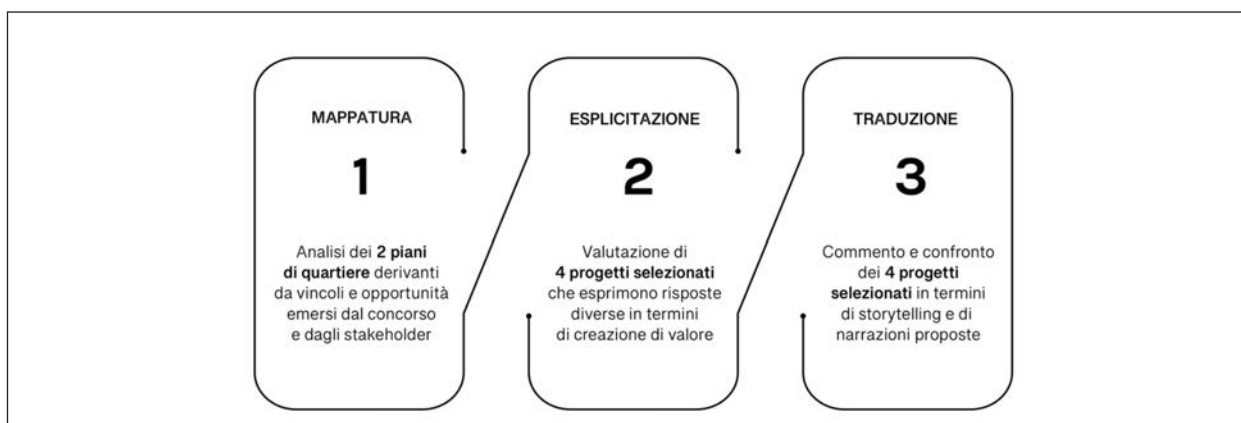 MAPPATURA
1
Analisi dei 2 piani
di quartiere derivanti
da vincoli e opportunità
emersi dal concorso
e dagli stakeholder
ESPLICITAZIONE
2
Valutazione di
4 progetti selezionati
che esprimono risposte
diverse in termini
di creazione di valore
TRADUZIONE
3
Commento e confronto
dei 4 progetti
selezionati in termini
di storytelling e di
narrazioni proposte